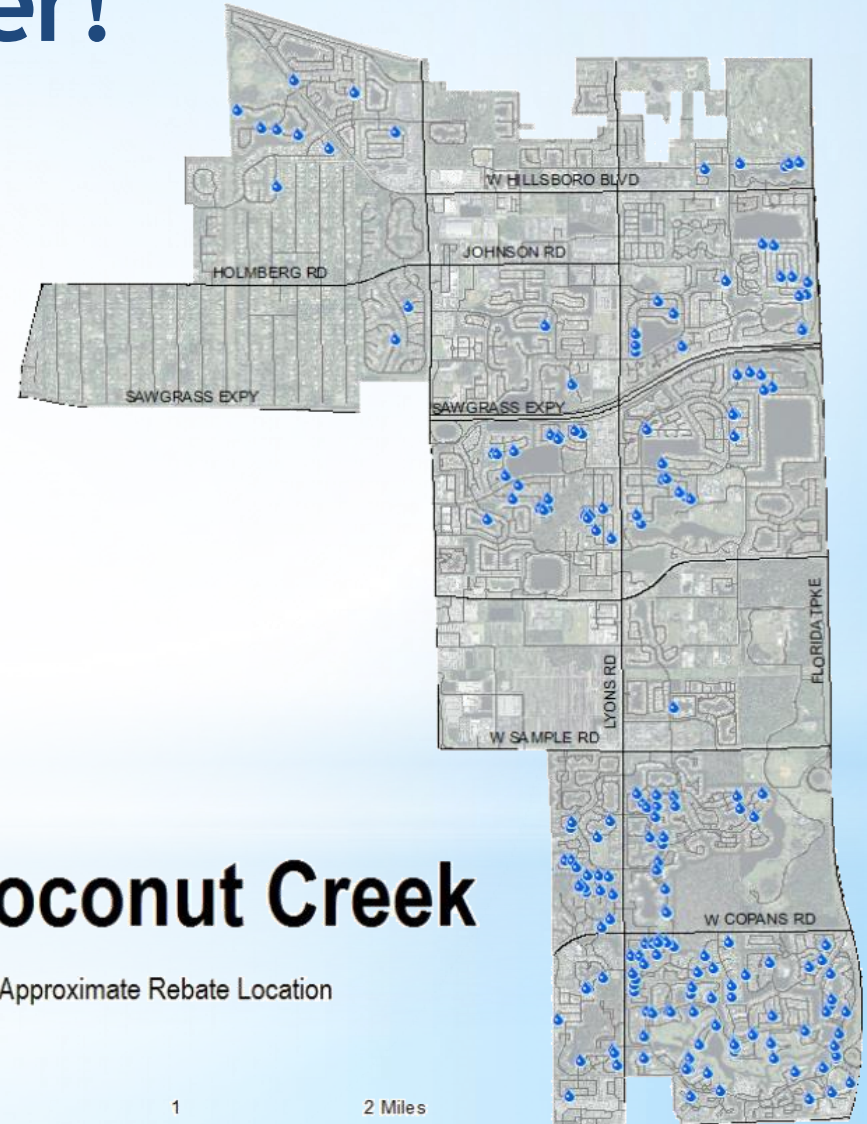 er!
W HILLSBORO BLVD
JOHNSON RD
HOLMBERG RD
SAWGRASS EXPY
SAWGRASS EXPY
FLORIDA TPKE
LYONS RD
W SAMPLE RD
oconut Creek
W COPANS RD
Approximate Rebate Location
1
2 Miles